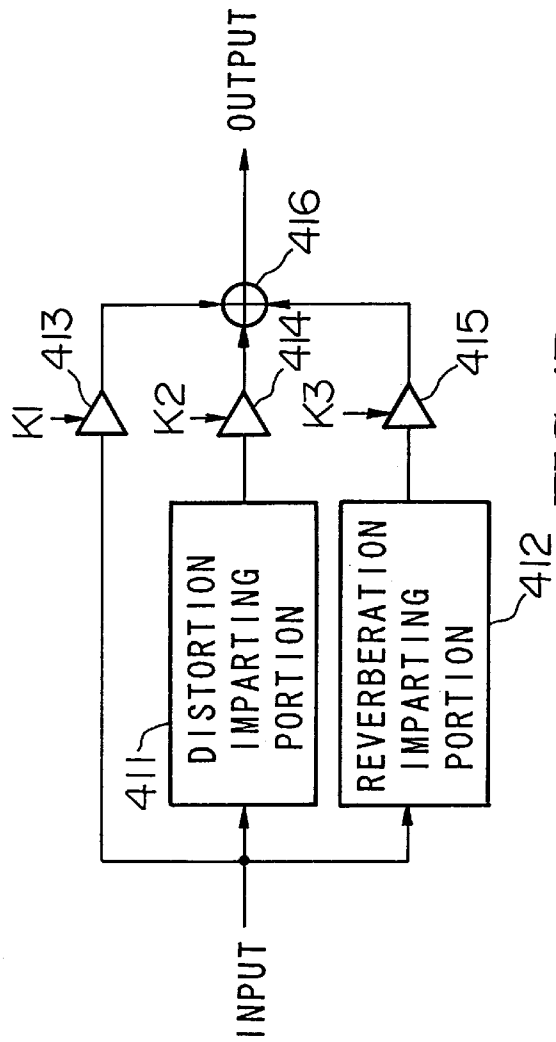 INPUT
411
DISTORTION
IMPARTING
PORTION
REVERBERATION
IMPARTING
PORTION
412
K1
413
K2
414
K3
415
416
OUTPUT